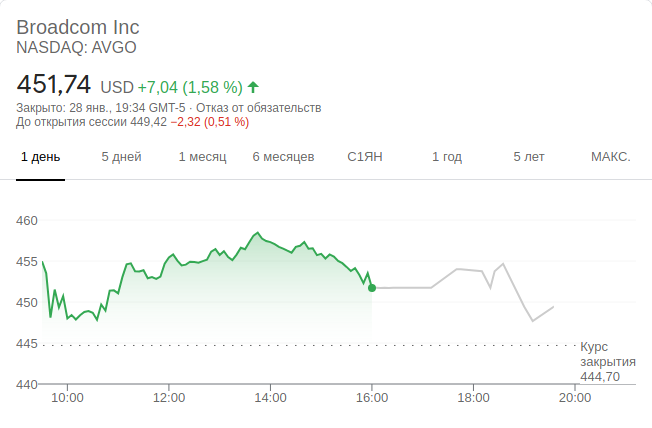 Broadcom Inc
NASDAQ: AVGO
451,74 USD +7,04 (1,58 %)
Закрыто: 28 янв., 19:34 GMT-5 · Отказ от обязательств
До открытия сессии 449,42 −2,32 (0,51 %)
1 день 5 дней 1 месяц 6 месяцев С1ЯН 1 год 5 лет МАКС.
460
455
450
445
Курс
закрытия
444,70
440
10:00 12:00 14:00 16:00 18:00 20:00